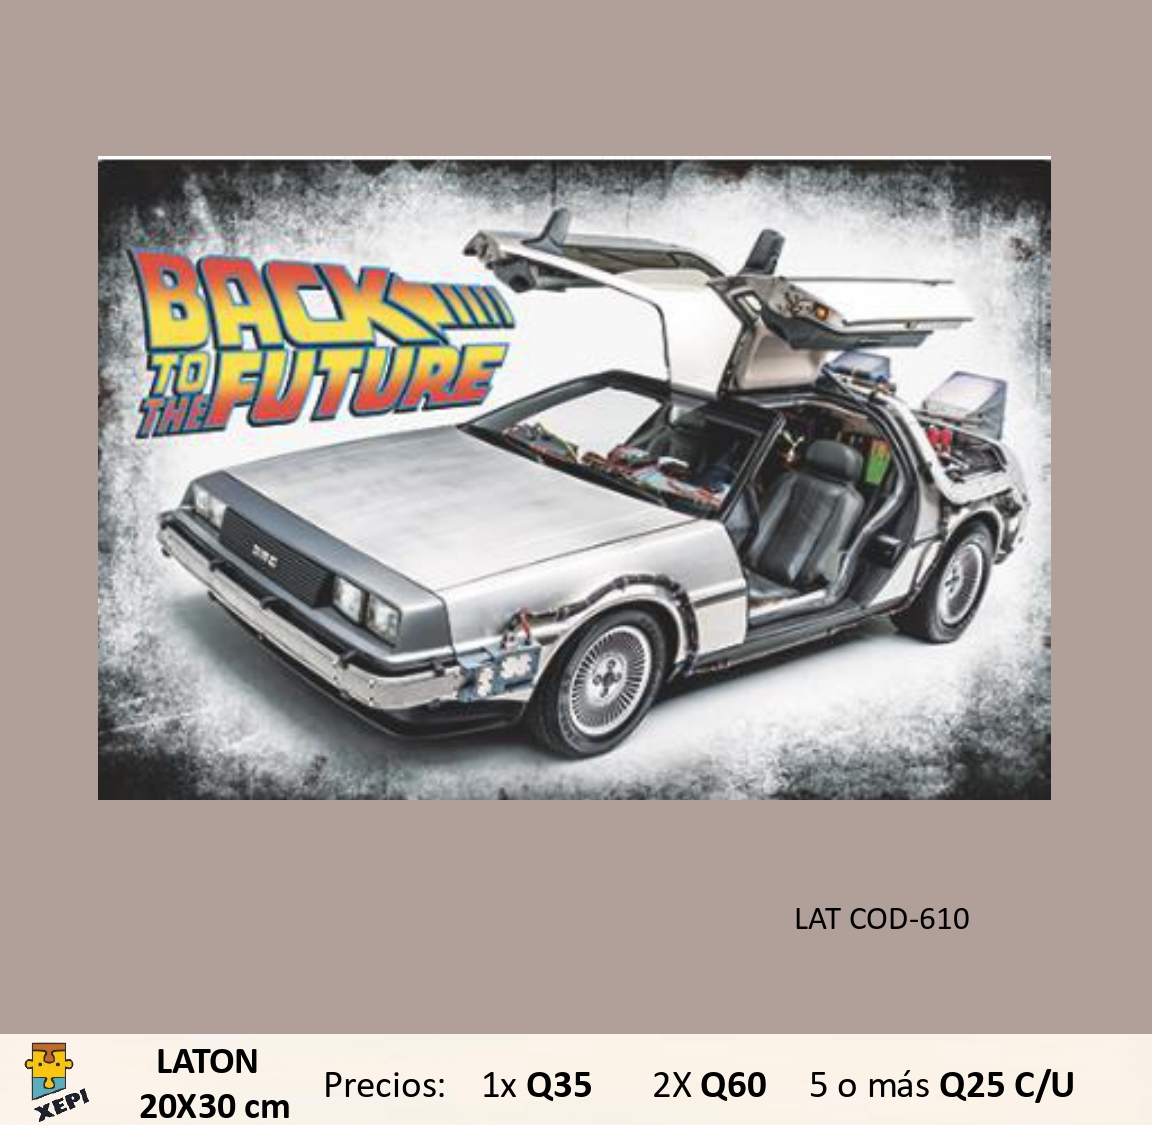 BACK
TO
THE FUTURE
DMC
LAT COD-610
XEPI
LATON
20X30 cm
Precios: 1x Q35 2X Q60 5 o más Q25 C/U